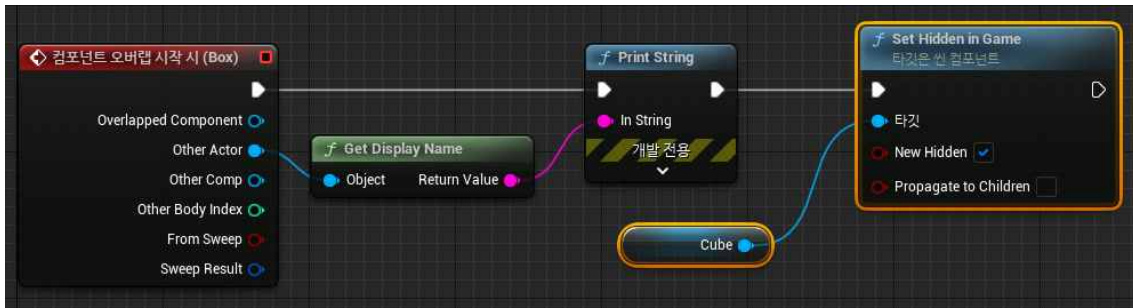 컴포넌트 오버랩 시작 시 (Box)
Overlapped Component
Other Actor
Other Comp
Other Body Index
From Sweep
Sweep Result
f Get Display Name
Object Return Value
f Print String
In String
개발 전용
Cube
f Set Hidden in Game
타깃은 씬 컴포넌트
타깃
New Hidden
Propagate to Children